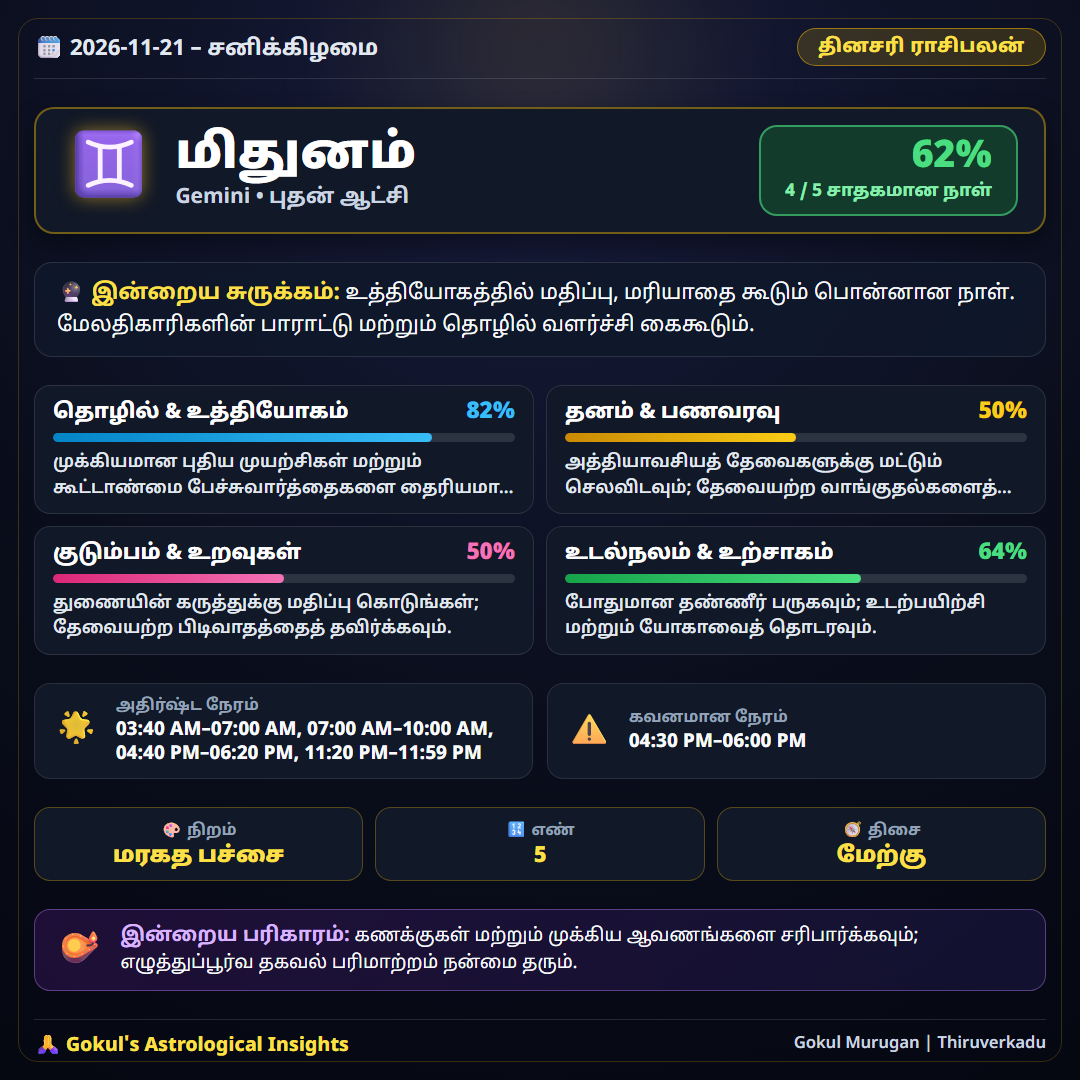 2026-11-21 – சனிக்கிழமை
தினசரி ராசிபலன்
மிதுனம்
Gemini • புதன் ஆட்சி
62%
4 / 5 சாதகமான நாள்
இன்றைய சுருக்கம்: உத்தியோகத்தில் மதிப்பு, மரியாதை கூடும் பொன்னான நாள்.
மேலதிகாரிகளின் பாராட்டு மற்றும் தொழில் வளர்ச்சி கைகூடும்.
தொழில் & உத்தியோகம் 82%
முக்கியமான புதிய முயற்சிகள் மற்றும்
கூட்டாண்மை பேச்சுவார்த்தைகளை தைரியமா...
தனம் & பணவரவு 50%
அத்தியாவசியத் தேவைகளுக்கு மட்டும்
செலவிடவும்; தேவையற்ற வாங்குதல்களைத்...
குடும்பம் & உறவுகள் 50%
துணையின் கருத்துக்கு மதிப்பு கொடுங்கள்;
தேவையற்ற பிடிவாதத்தைத் தவிர்க்கவும்.
உடல்நலம் & உற்சாகம் 64%
போதுமான தண்ணீர் பருகவும்; உடற்பயிற்சி
மற்றும் யோகாவைத் தொடரவும்.
அதிர்ஷ்ட நேரம்
03:40 AM–07:00 AM, 07:00 AM–10:00 AM,
04:40 PM–06:20 PM, 11:20 PM–11:59 PM
கவனமான நேரம்
04:30 PM–06:00 PM
நிறம்
மரகத பச்சை
எண்
5
திசை
மேற்கு
இன்றைய பரிகாரம்: கணக்குகள் மற்றும் முக்கிய ஆவணங்களை சரிபார்க்கவும்;
எழுத்துப்பூர்வ தகவல் பரிமாற்றம் நன்மை தரும்.
Gokul's Astrological Insights
Gokul Murugan | Thiruverkadu